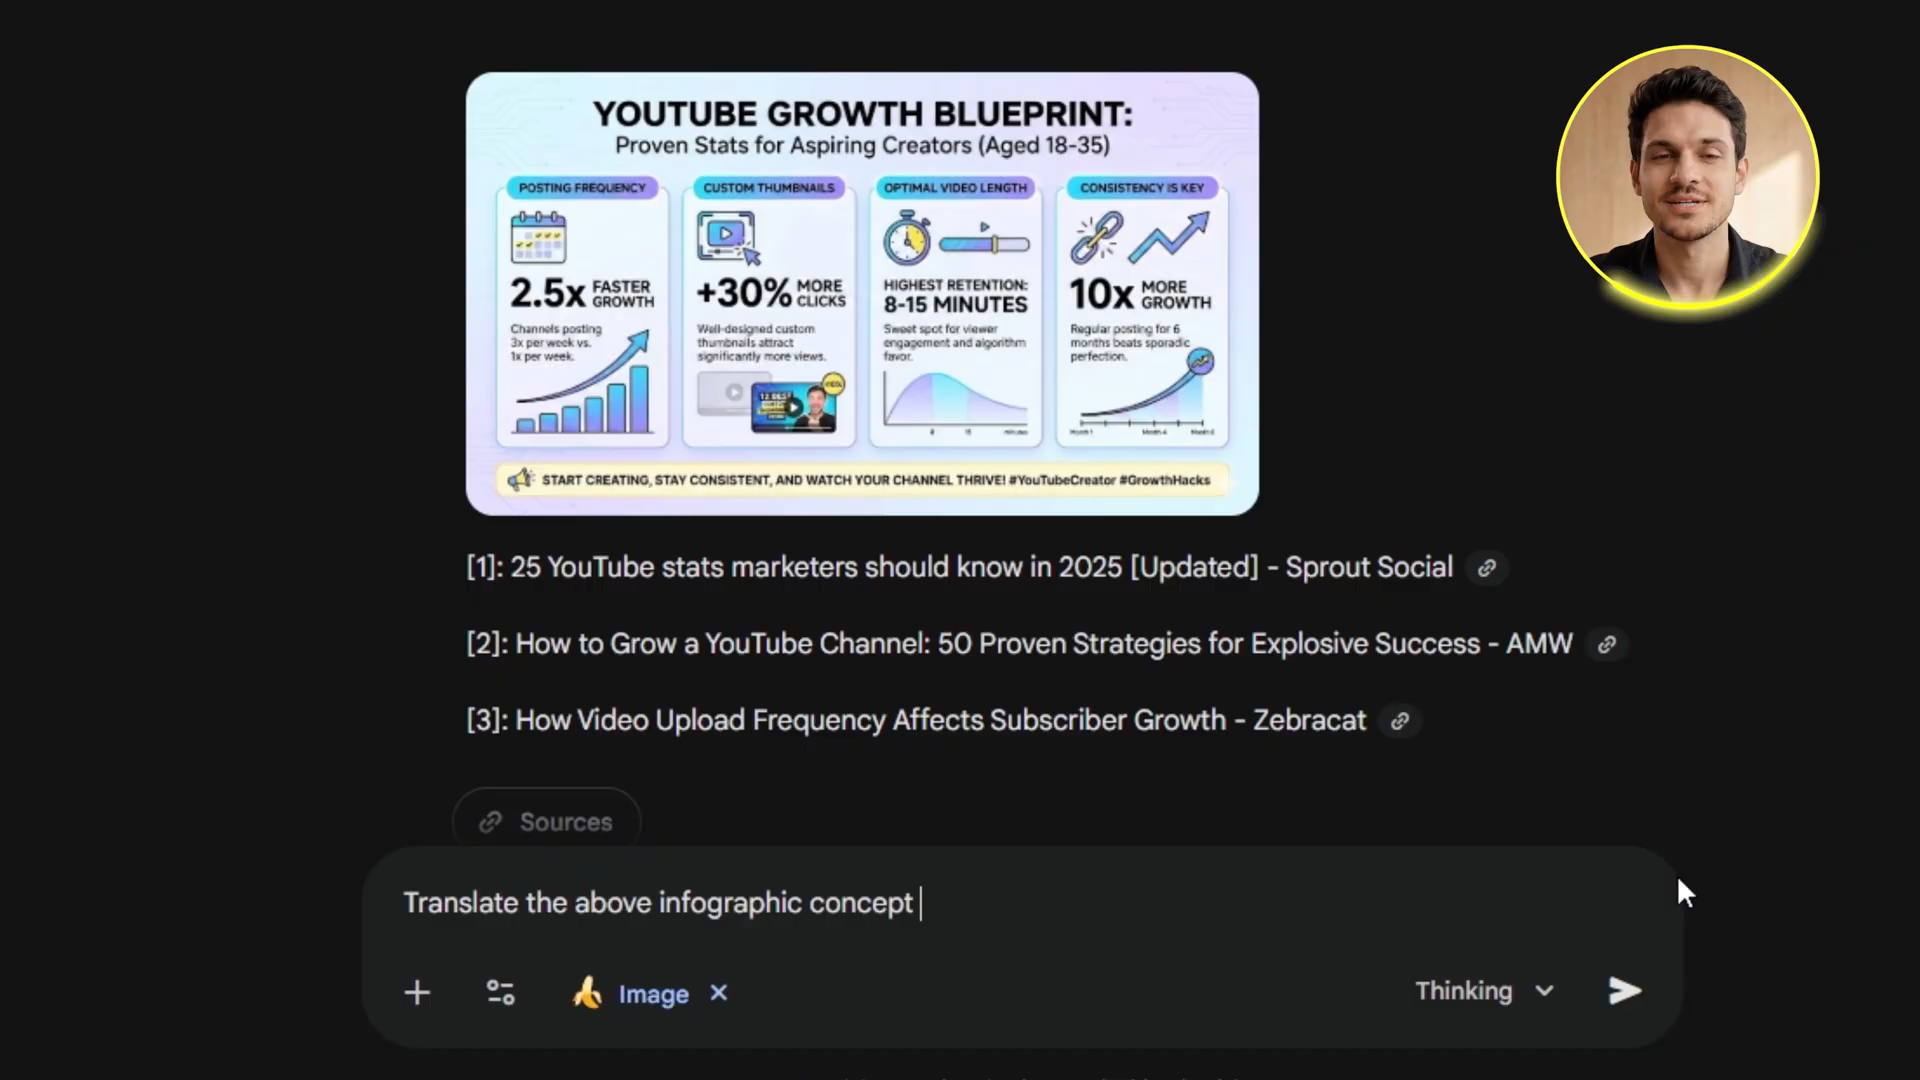 YOUTUBE GROWTH BLUEPRINT:
Proven Stats for Aspiring Creators (Aged 18-35)
POSTING FREQUENCY
2.5x FASTER GROWTH
Channels posting
3x per week vs.
1x per week.
CUSTOM THUMBNAILS
+30% MORE CLICKS
Well-designed custom
thumbnails attract
significantly more views.
OPTIMAL VIDEO LENGTH
HIGHEST RETENTION:
8-15 MINUTES
Sweet spot for viewer
engagement and algorithm
favor.
8 15 minutes
CONSISTENCY IS KEY
10x MORE GROWTH
Regular posting for 6
months beats sporadic
perfection.
Month 1
START CREATING, STAY CONSISTENT, AND WATCH YOUR CHANNEL THRIVE! #YouTubeCreator #GrowthHacks
[1]: 25 YouTube stats marketers should know in 2025 [Updated] - Sprout Social
[2]: How to Grow a YouTube Channel: 50 Proven Strategies for Explosive Success - AMW
[3]: How Video Upload Frequency Affects Subscriber Growth - Zebracat
Sources
Translate the above infographic concept
Image
Thinking